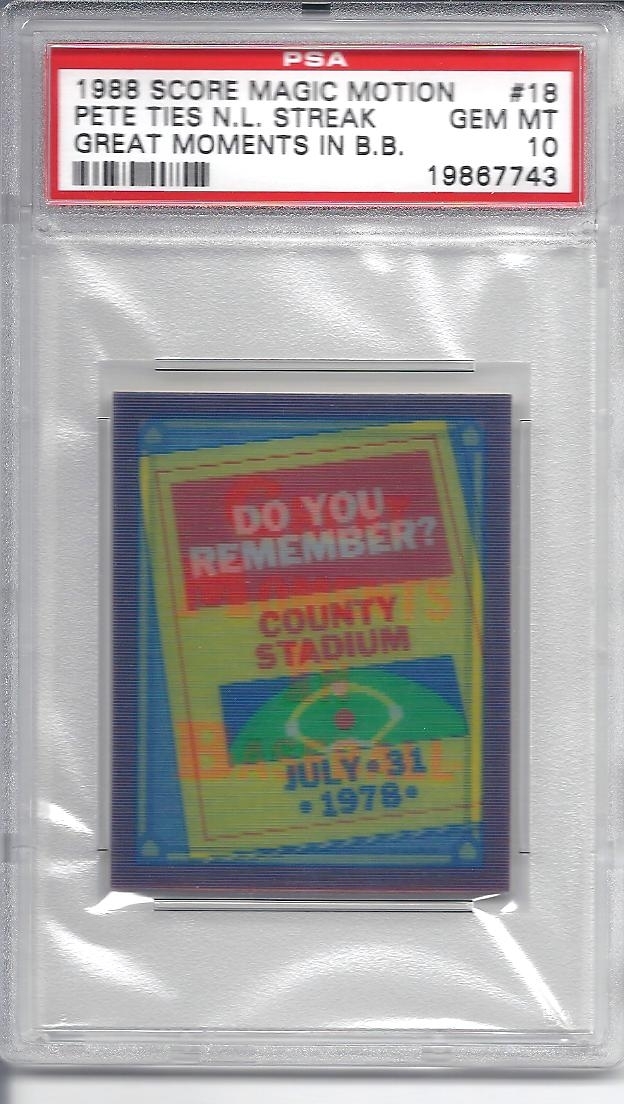 PSA
1988 SCORE MAGIC MOTION #18
PETE TIES N.L. STREAK GEM MT
GREAT MOMENTS IN B.B. 10
19867743
DO YOU
REMEMBER?
COUNTY
STADIUM
JULY•31
•1978•